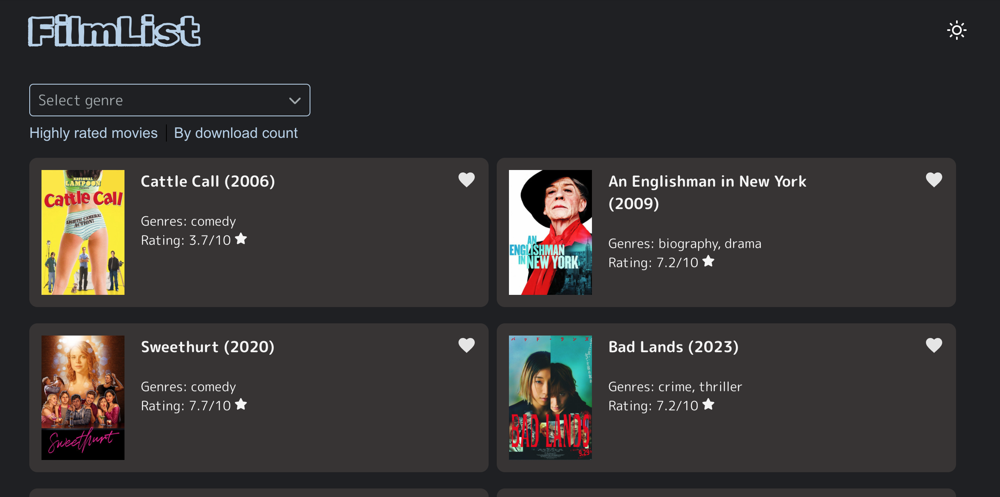 FilmList
Select genre
Highly rated movies
By download count
NATIONAL
LAMPOON
PRESENTS
Cattle Call
LIGHTS! CAMERA!
ACTION!
Cattle Call (2006)
Genres: comedy
Rating: 3.7/10
AN
ENGLISHMAN
IN NEW YORK
An Englishman in New York
(2009)
Genres: biography, drama
Rating: 7.2/10
Sweethurt
Sweethurt (2020)
Genres: comedy
Rating: 7.7/10
バッド・ランズ
BAD LANDS
9.29
Bad Lands (2023)
Genres: crime, thriller
Rating: 7.2/10